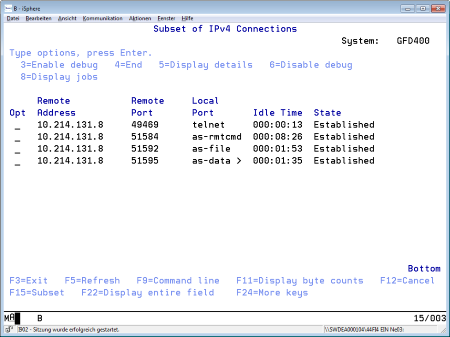 B - iSphere
Datei Bearbeiten Ansicht Kommunikation Aktionen Fenster Hilfe
Subset of IPv4 Connections
System: GFD400
Type options, press Enter.
3=Enable debug 4=End 5=Display details 6=Disable debug
8=Display jobs
Remote Remote Local
Opt Address Port Port Idle Time State
_ 10.214.131.8 49469 telnet 000:00:13 Established
_ 10.214.131.8 51584 as-rmtcmd 000:08:26 Established
_ 10.214.131.8 51592 as-file 000:01:53 Established
_ 10.214.131.8 51595 as-data > 000:01:35 Established
Bottom
F3=Exit F5=Refresh F9=Command line F11=Display byte counts F12=Cancel
F15=Subset F22=Display entire field F24=More keys
MA B 15/003
I902 - Sitzung wurde erfolgreich gestartet.